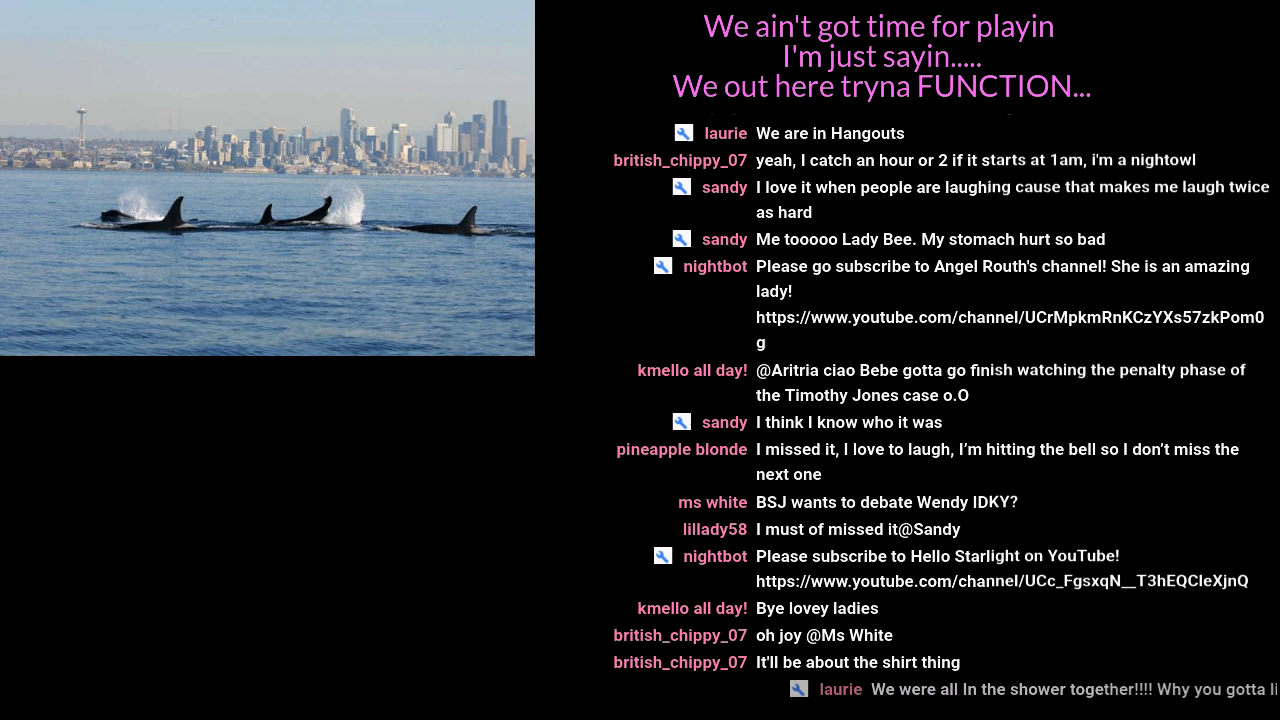 We ain't got time for playin
I'm just sayin.....
We out here tryna FUNCTION...
laurie We are in Hangouts
british_chippy_07 yeah, I catch an hour or 2 if it starts at 1am, i'm a nightowl
sandy I love it when people are laughing cause that makes me laugh twice
as hard
sandy Me tooooo Lady Bee. My stomach hurt so bad
nightbot Please go subscribe to Angel Routh's channel! She is an amazing
lady!
https://www.youtube.com/channel/UCrMpkmRnKCzYXs57zkPom0
g
kmello all day! @Aritria ciao Bebe gotta go finish watching the penalty phase of
the Timothy Jones case o.O
sandy I think I know who it was
pineapple blonde I missed it, I love to laugh, I’m hitting the bell so I don’t miss the
next one
ms white BSJ wants to debate Wendy IDKY?
lillady58 I must of missed it@Sandy
nightbot Please subscribe to Hello Starlight on YouTube!
https://www.youtube.com/channel/UCc_FgsxqN__T3hEQCIeXjnQ
kmello all day! Bye lovey ladies
british_chippy_07 oh joy @Ms White
british_chippy_07 It'll be about the shirt thing
laurie We were all In the shower together!!!! Why you gotta